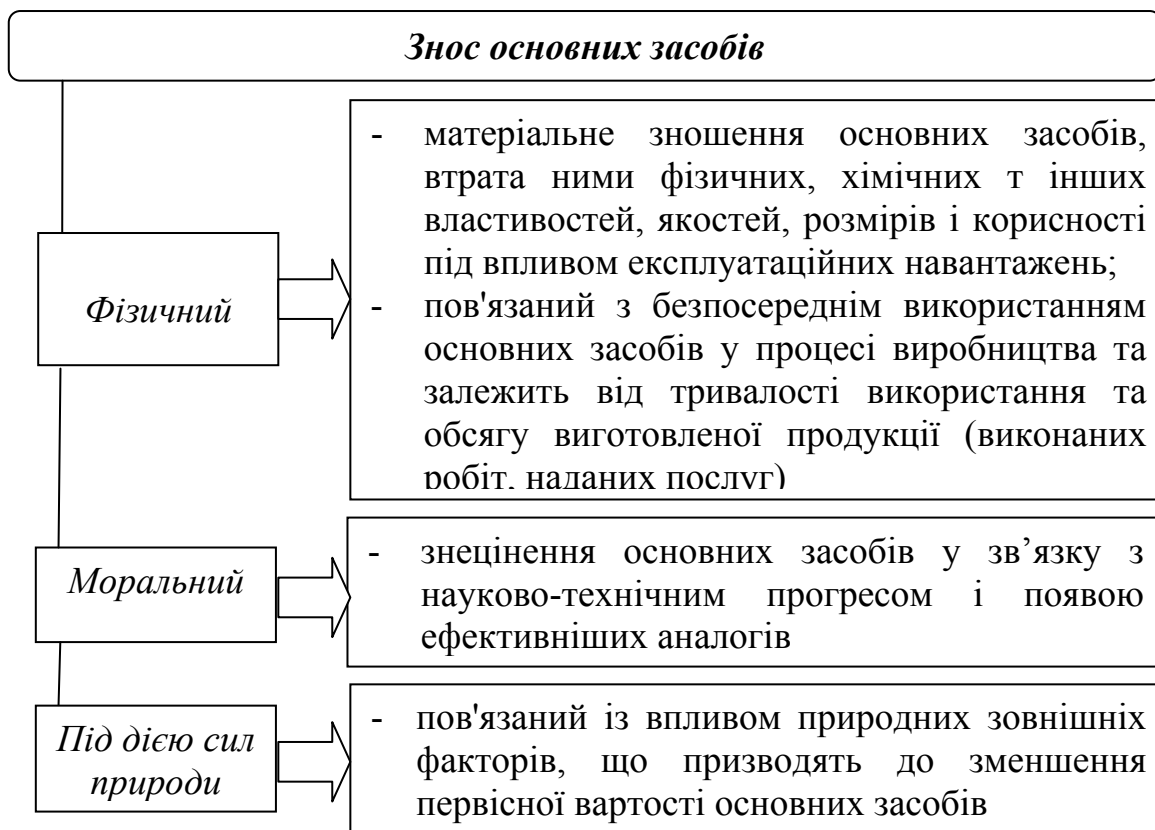 Знос основних засобів
- матеріальне зношення основних засобів,
втрата ними фізичних, хімічних т інших
властивостей, якостей, розмірів і корисності
під впливом експлуатаційних навантажень;
Фізичний
- пов'язаний з безпосереднім використанням
основних засобів у процесі виробництва та
залежить від тривалості використання та
обсягу виготовленої продукції (виконаних
робіт, наданих послуг)
Моральний
- знецінення основних засобів у зв’язку з
науково-технічним прогресом і появою
ефективніших аналогів
Під дією сил
природи
- пов'язаний із впливом природних зовнішніх
факторів, що призводять до зменшення
первісної вартості основних засобів